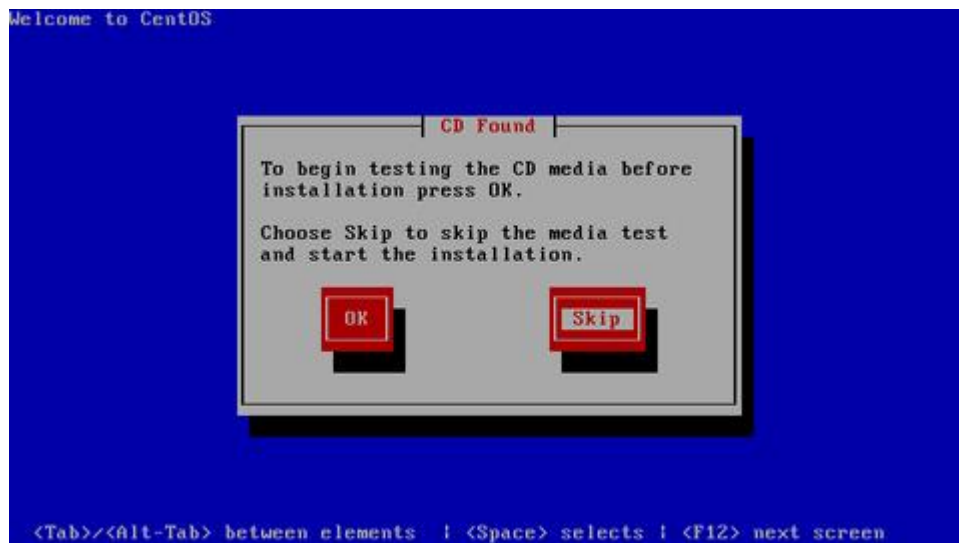 Welcome to CentOS
CD Found
To begin testing the CD media before
installation press OK.
Choose Skip to skip the media test
and start the installation.
OK Skip
<Tab>/<Alt-Tab> between elements | <Space> selects | <F12> next screen